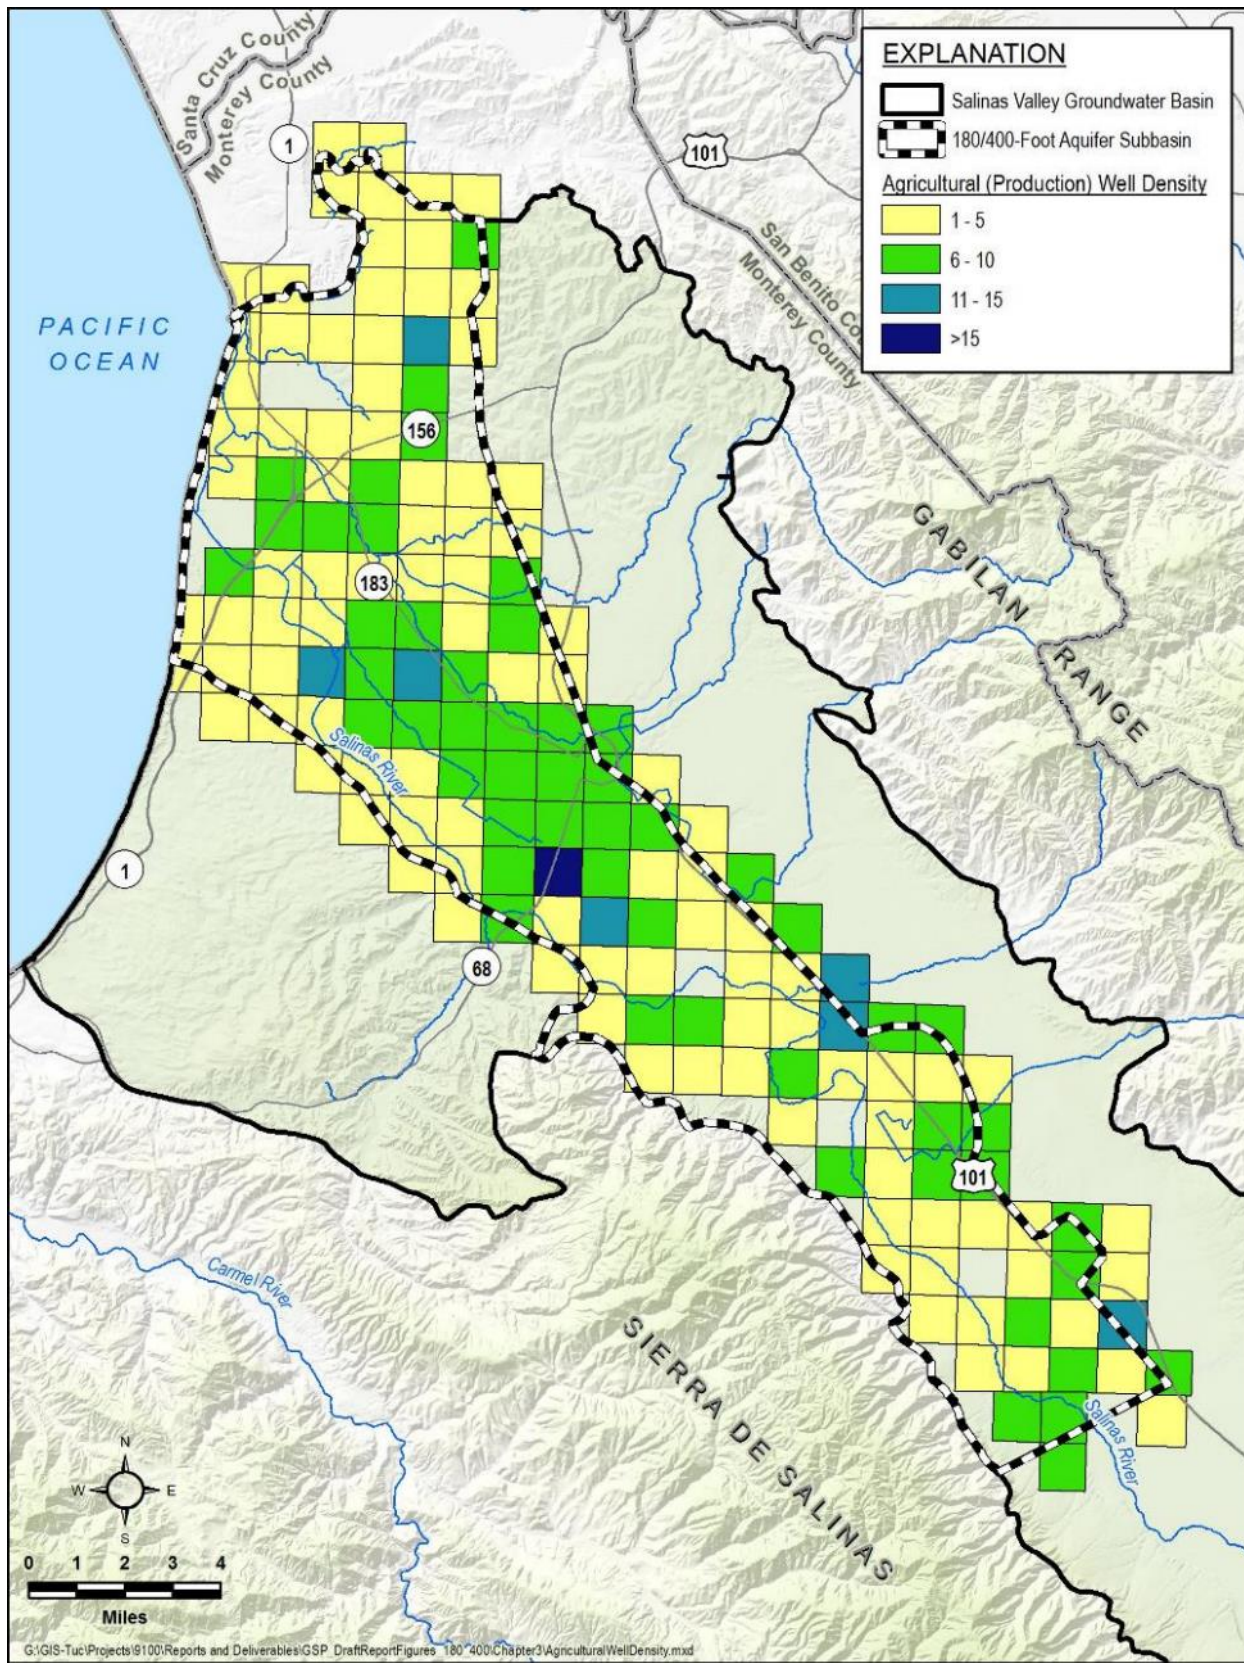 EXPLANATION
Salinas Valley Groundwater Basin
180/400-Foot Aquifer Subbasin
Agricultural (Production) Well Density
1 - 5
6 - 10
11 - 15
>15
Santa Cruz County
Monterey County
1
101
San Benito Co
Monterey County
PACIFIC
OCEAN
156
GABILAN
RANGE
183
Salinas River
1
68
101
Carmel River
SIERRA DE SALINAS
Salinas River
N
W E
S
0 1 2 3 4
Miles
G:\GIS-Tuc\Projects\9100\Reports and Deliverables\GSP_DraftReportFigures_180_400\Chapter3\AgriculturalWellDensity.mxd